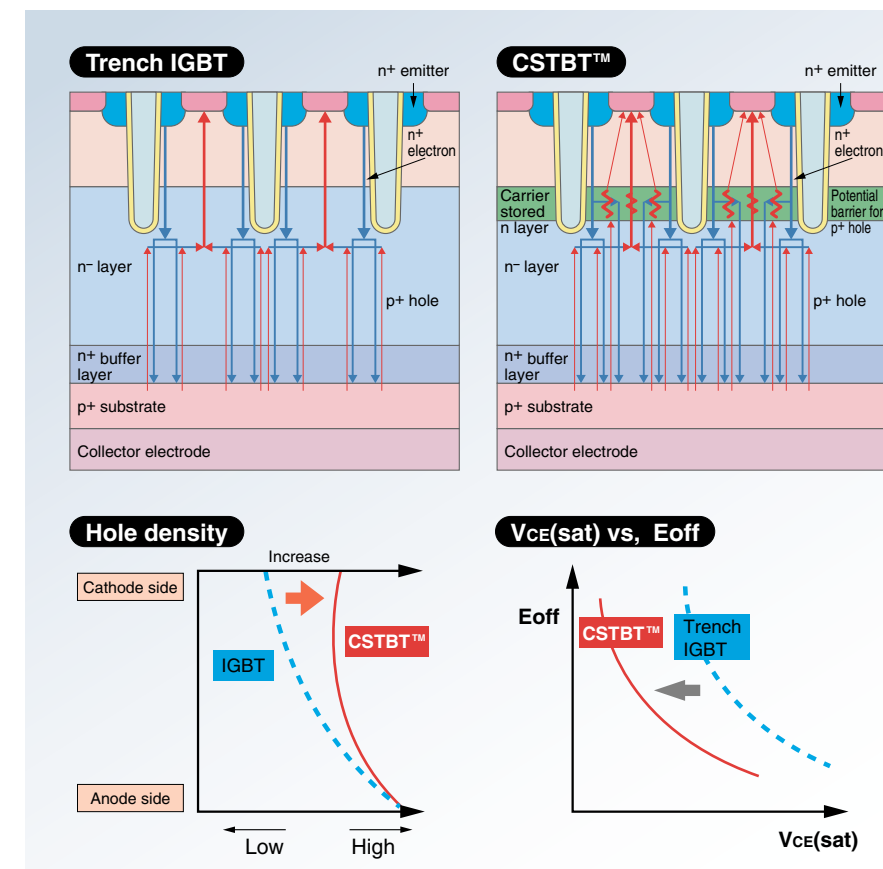 Trench IGBT
n+ emitter
n+
electron
n– layer
p+ hole
n+ buffer
layer
p+ substrate
Collector electrode
CSTBT™
n+ emitter
n+
electron
Carrier
stored
n layer
Potential
barrier for
p+ hole
n– layer
p+ hole
n+ buffer
layer
p+ substrate
Collector electrode
Hole density
Increase
Cathode side
CSTBT™
IGBT
Anode side
Low
High
VCE(sat) vs, Eoff
Eoff
CSTBT™
Trench
IGBT
VCE(sat)